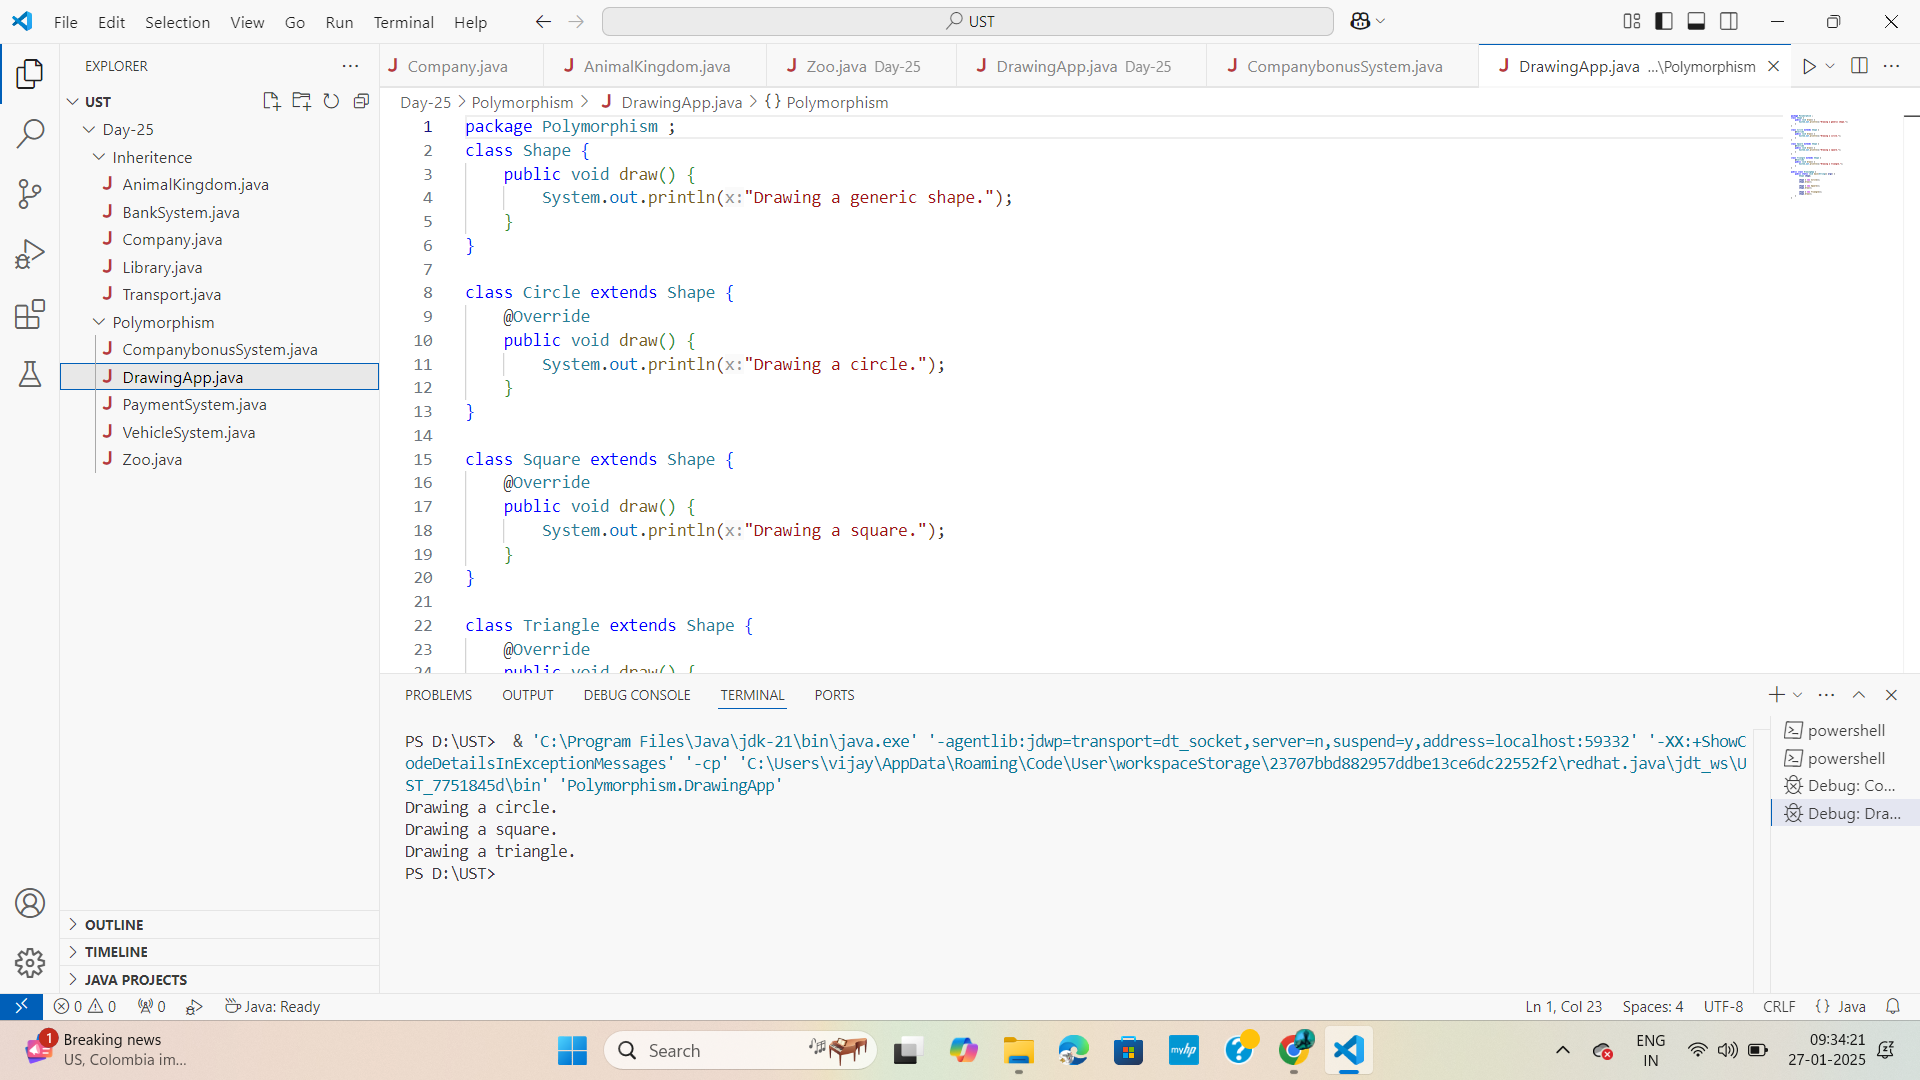 File Edit Selection View Go Run Terminal Help UST
EXPLORER
UST
Day-25
Inheritence
AnimalKingdom.java
BankSystem.java
Company.java
Library.java
Transport.java
Polymorphism
CompanybonusSystem.java
DrawingApp.java
PaymentSystem.java
VehicleSystem.java
Zoo.java
OUTLINE
TIMELINE
JAVA PROJECTS
Company.java AnimalKingdom.java Zoo.java Day-25 DrawingApp.java Day-25 CompanybonusSystem.java DrawingApp.java ...\Polymorphism
Day-25 > Polymorphism > DrawingApp.java > {} Polymorphism
1 package Polymorphism ;
2 class Shape {
3 public void draw() {
4 System.out.println(x:"Drawing a generic shape.");
5 }
6 }
7
8 class Circle extends Shape {
9 @Override
10 public void draw() {
11 System.out.println(x:"Drawing a circle.");
12 }
13 }
14
15 class Square extends Shape {
16 @Override
17 public void draw() {
18 System.out.println(x:"Drawing a square.");
19 }
20 }
21
22 class Triangle extends Shape {
23 @Override
24 public void draw() {
PROBLEMS OUTPUT DEBUG CONSOLE TERMINAL PORTS
PS D:\UST>  & 'C:\Program Files\Java\jdk-21\bin\java.exe' '-agentlib:jdwp=transport=dt_socket,server=n,suspend=y,address=localhost:59332' '-XX:+ShowC
odeDetailsInExceptionMessages' '-cp' 'C:\Users\vijay\AppData\Roaming\Code\User\workspaceStorage\23707bbd882957ddbe13ce6dc22552f2\redhat.java\jdt_ws\U
ST_7751845d\bin' 'Polymorphism.DrawingApp'
Drawing a circle.
Drawing a square.
Drawing a triangle.
PS D:\UST>
powershell
powershell
Debug: Co...
Debug: Dra...
0 0 0 Java: Ready Ln 1, Col 23 Spaces: 4 UTF-8 CRLF {} Java
1 Breaking news
US, Colombia im...
Search
myhp
ENG
IN
09:34:21
27-01-2025